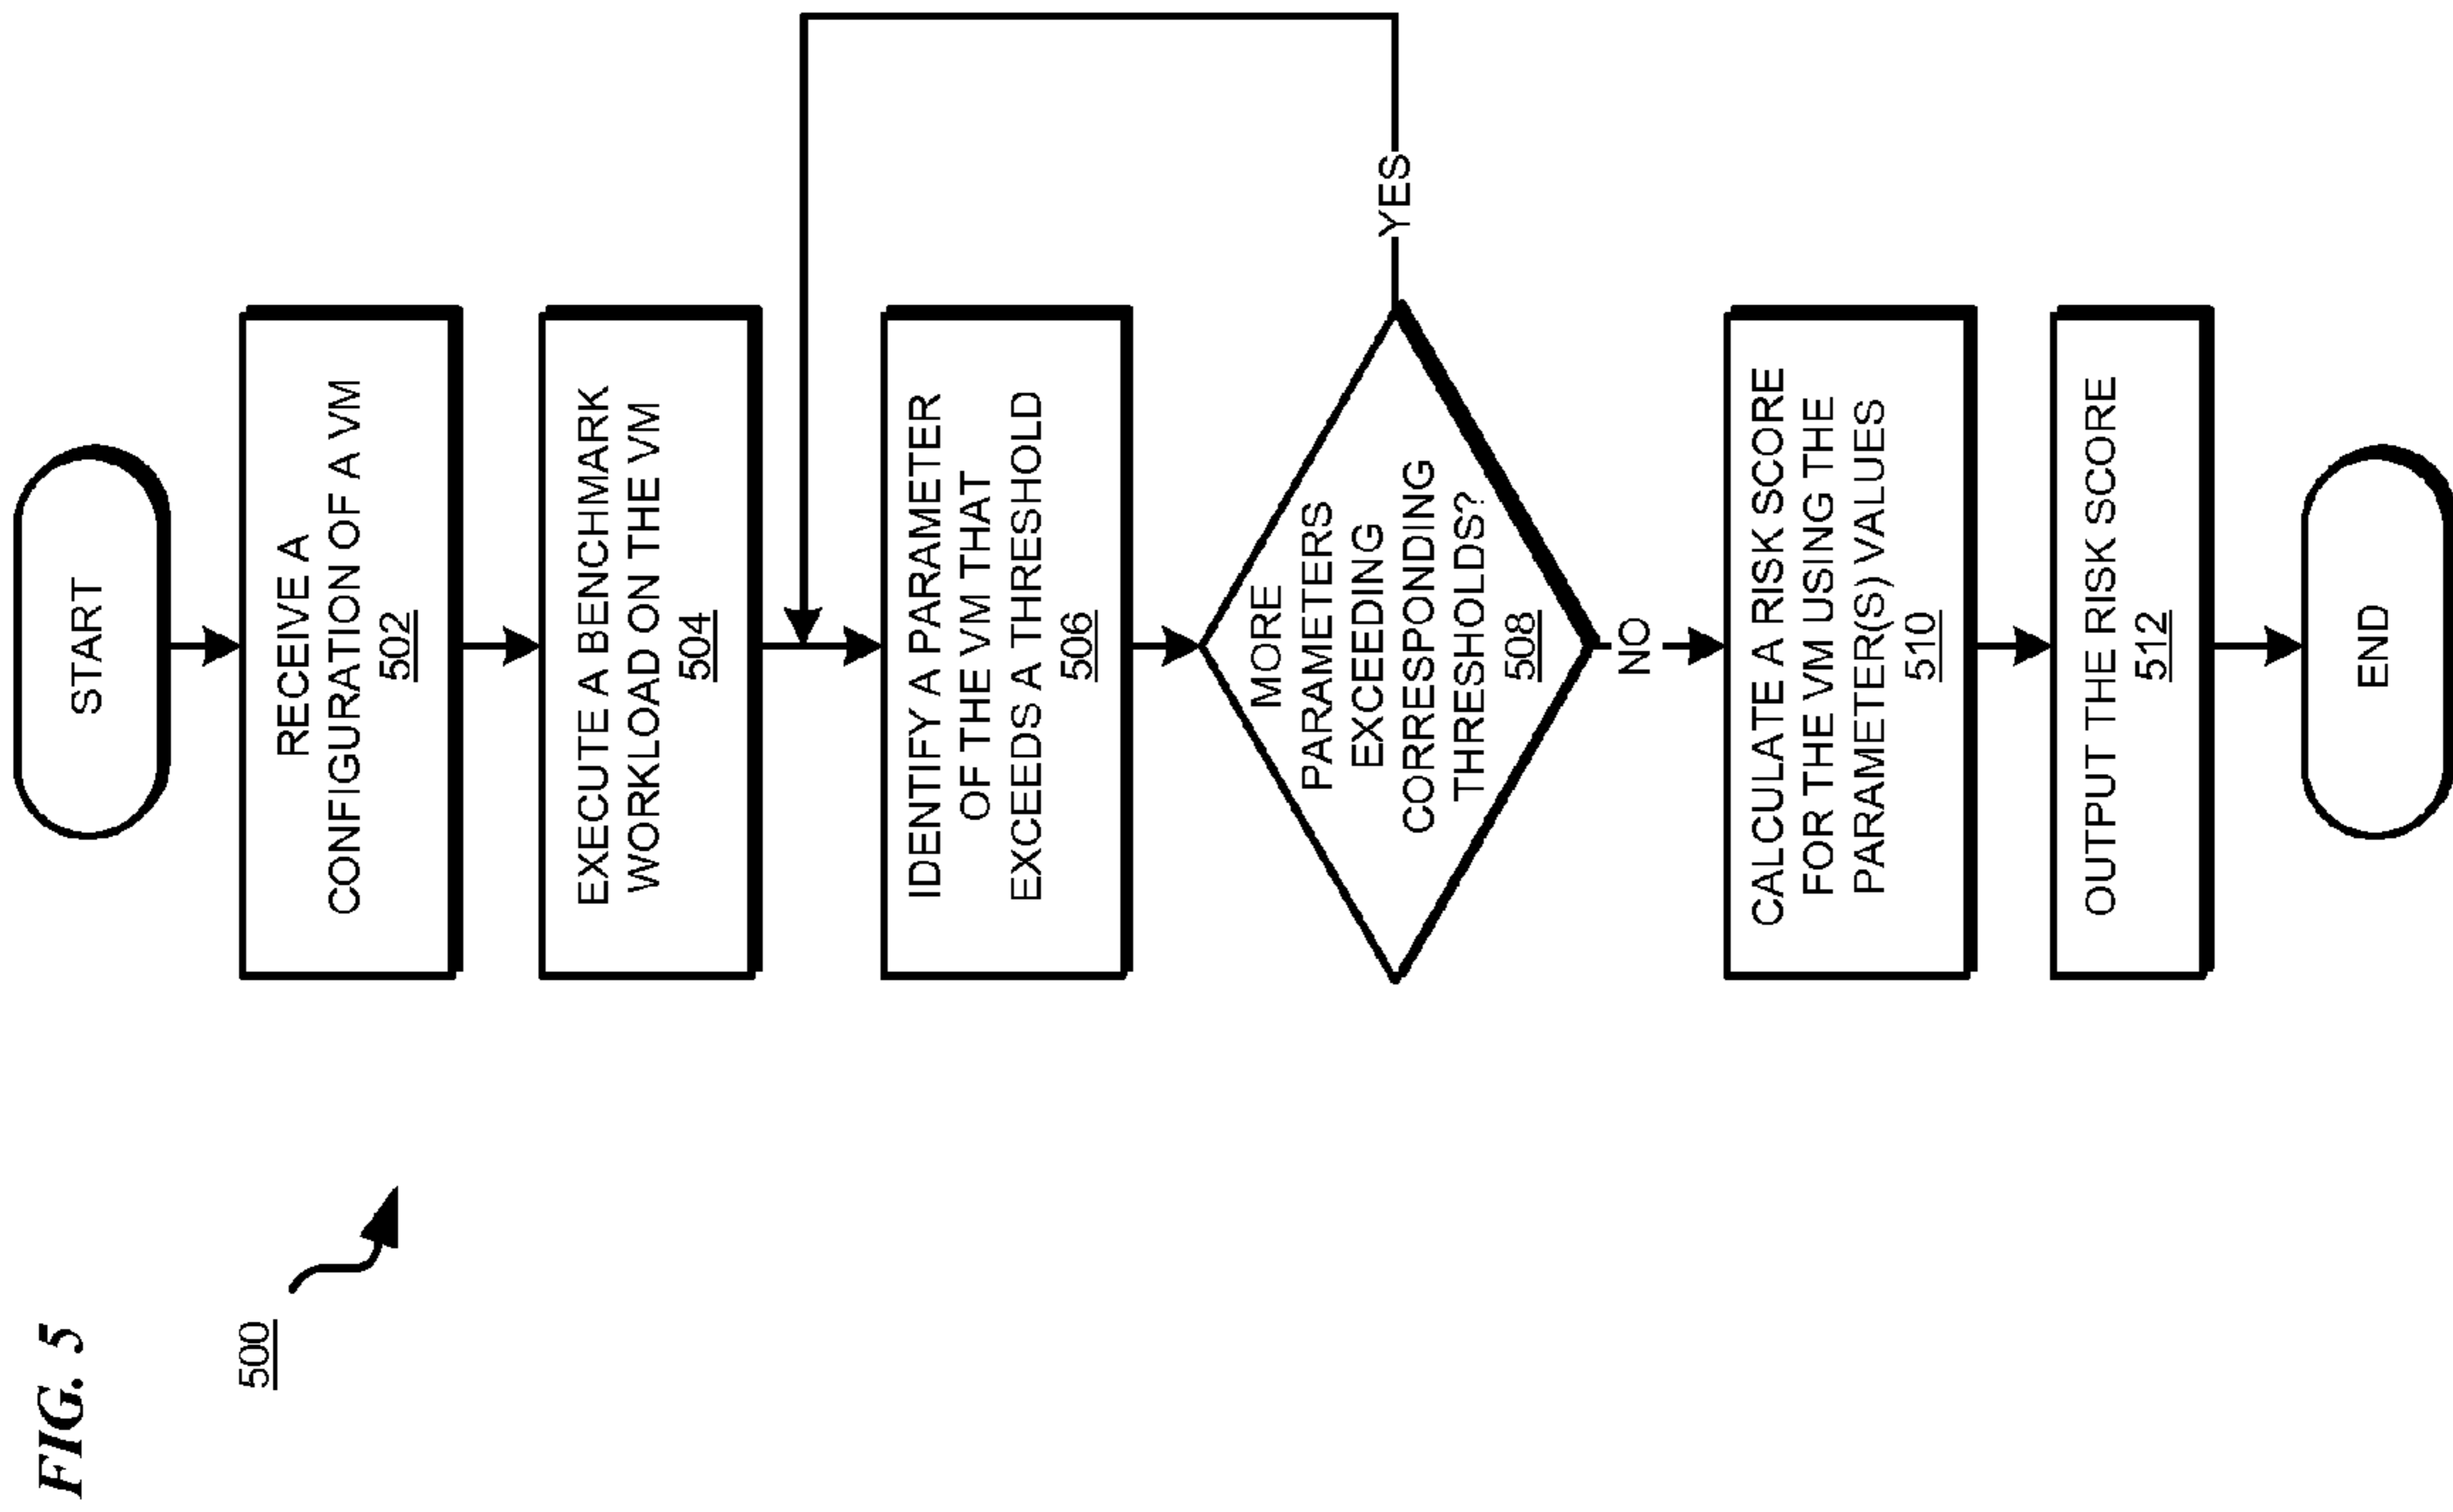 FIG. 5
500
START
RECEIVE A
CONFIGURATION OF A VM
502
EXECUTE A BENCHMARK
WORKLOAD ON THE VM
504
IDENTIFY A PARAMETER
OF THE VM THAT
EXCEEDS A THRESHOLD
506
MORE
PARAMETERS
EXCEEDING
CORRESPONDING
THRESHOLDS?
508
YES
NO
CALCULATE A RISK SCORE
FOR THE VM USING THE
PARAMETER(S) VALUES
510
OUTPUT THE RISK SCORE
512
END